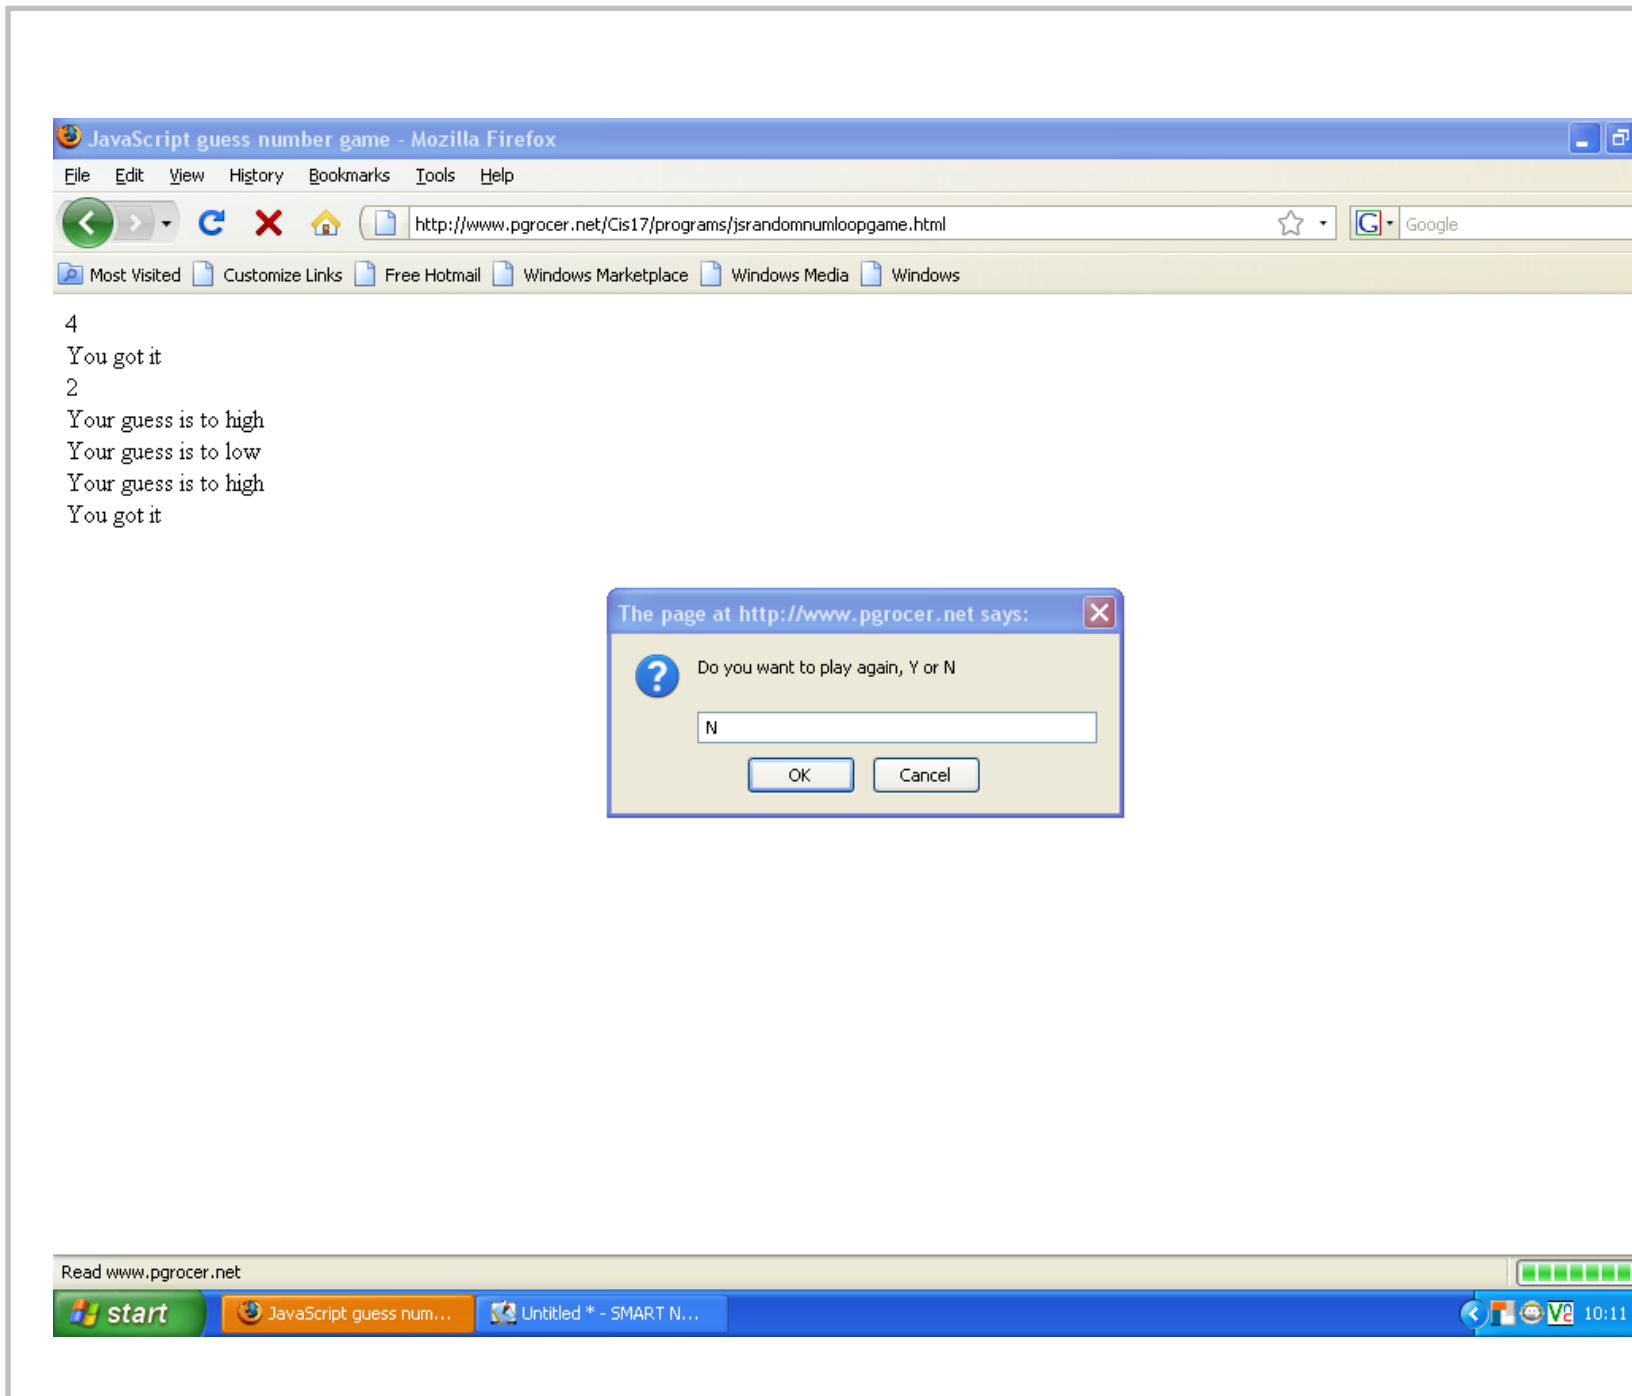 JavaScript guess number game - Mozilla Firefox
File Edit View History Bookmarks Tools Help
http://www.pgrocer.net/Cis17/programs/jsrandomnumloopgame.html G Google
Most Visited Customize Links Free Hotmail Windows Marketplace Windows Media Windows
4
You got it
2
Your guess is to high
Your guess is to low
Your guess is to high
You got it
The page at http://www.pgrocer.net says:
Do you want to play again, Y or N
N
OK Cancel
Read www.pgrocer.net
start JavaScript guess num... Untitled * - SMART N... 10:11